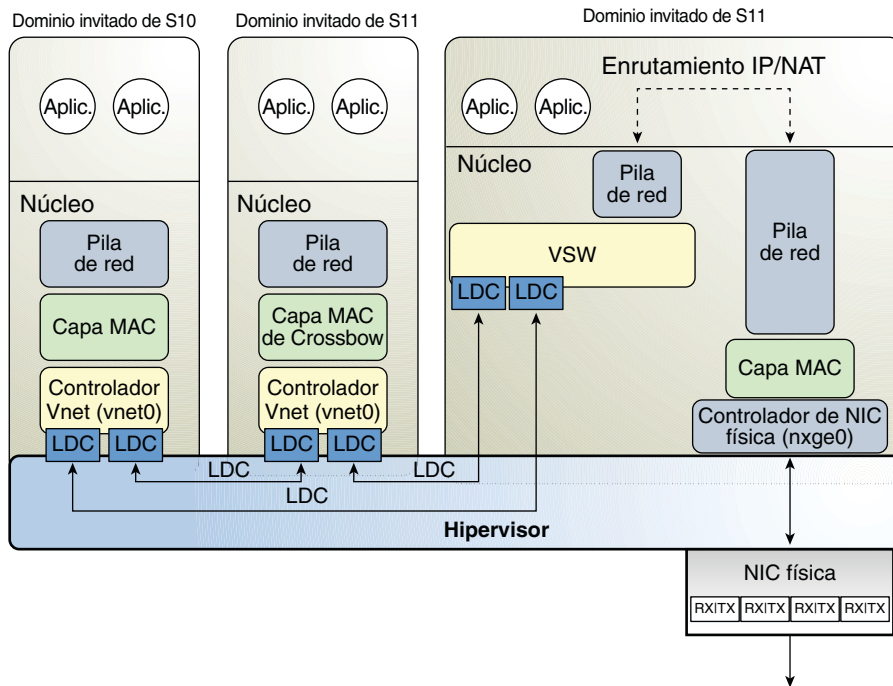 Dominio invitado de S10
Dominio invitado de S11
Dominio invitado de S11
Aplic.
Aplic.
Núcleo
Pila
de red
Capa MAC
Controlador
Vnet (vnet0)
LDC
LDC
Aplic.
Aplic.
Núcleo
Pila
de red
Capa MAC
de Crossbow
Controlador
Vnet (vnet0)
LDC
LDC
Enrutamiento IP/NAT
Aplic.
Aplic.
Núcleo
Pila
de red
VSW
LDC
LDC
Pila
de red
Capa MAC
Controlador de NIC
física (nxge0)
LDC
LDC
LDC
Hipervisor
NIC física
RX|TX
RX|TX
RX|TX
RX|TX